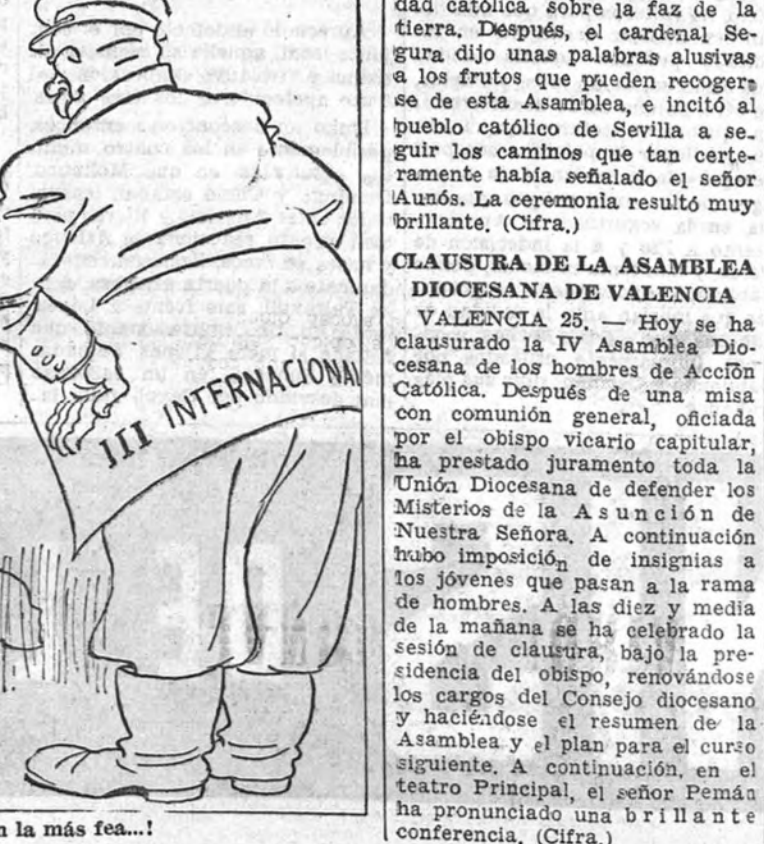 III INTERNACIONAL
n la más fea...!
dad católica sobre la faz de la
tierra. Después, el cardenal Se-
gura dijo unas palabras alusivas
a los frutos que pueden recoger-
se de esta Asamblea, e incitó al
pueblo católico de Sevilla a se-
guir los caminos que tan certe-
ramente había señalado el señor
Aunós. La ceremonia resultó muy
brillante. (Cifra.)
CLAUSURA DE LA ASAMBLEA
DIOCESANA DE VALENCIA
VALENCIA 25. — Hoy se ha
clausurado la IV Asamblea Dio-
cesana de los hombres de Acción
Católica. Después de una misa
con comunión general, oficiada
por el obispo vicario capitular,
ha prestado juramento toda la
Unión Diocesana de defender los
Misterios de la Asunción de
Nuestra Señora. A continuación
hubo imposición de insignias a
los jóvenes que pasan a la rama
de hombres. A las diez y media
de la mañana se ha celebrado la
sesión de clausura, bajo la pre-
sidencia del obispo, renovándose
los cargos del Consejo diocesano
y haciéndose el resumen de la
Asamblea y el plan para el curso
siguiente. A continuación, en el
teatro Principal, el señor Pemán
ha pronunciado una brillante
conferencia. (Cifra.)